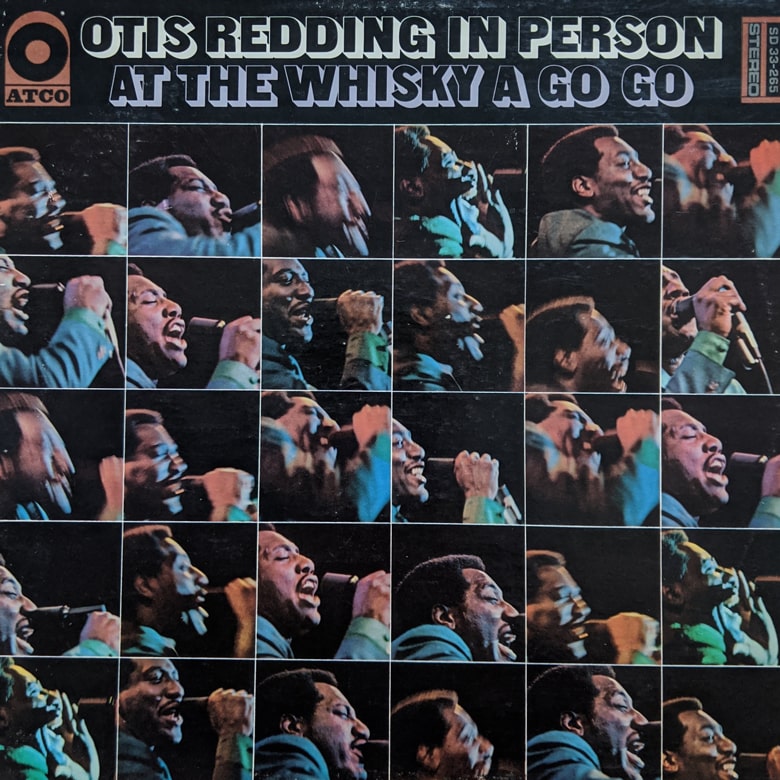 OTIS REDDING IN PERSON
AT THE WHISKY A GO GO
ATCO
STEREO
SD 33-265